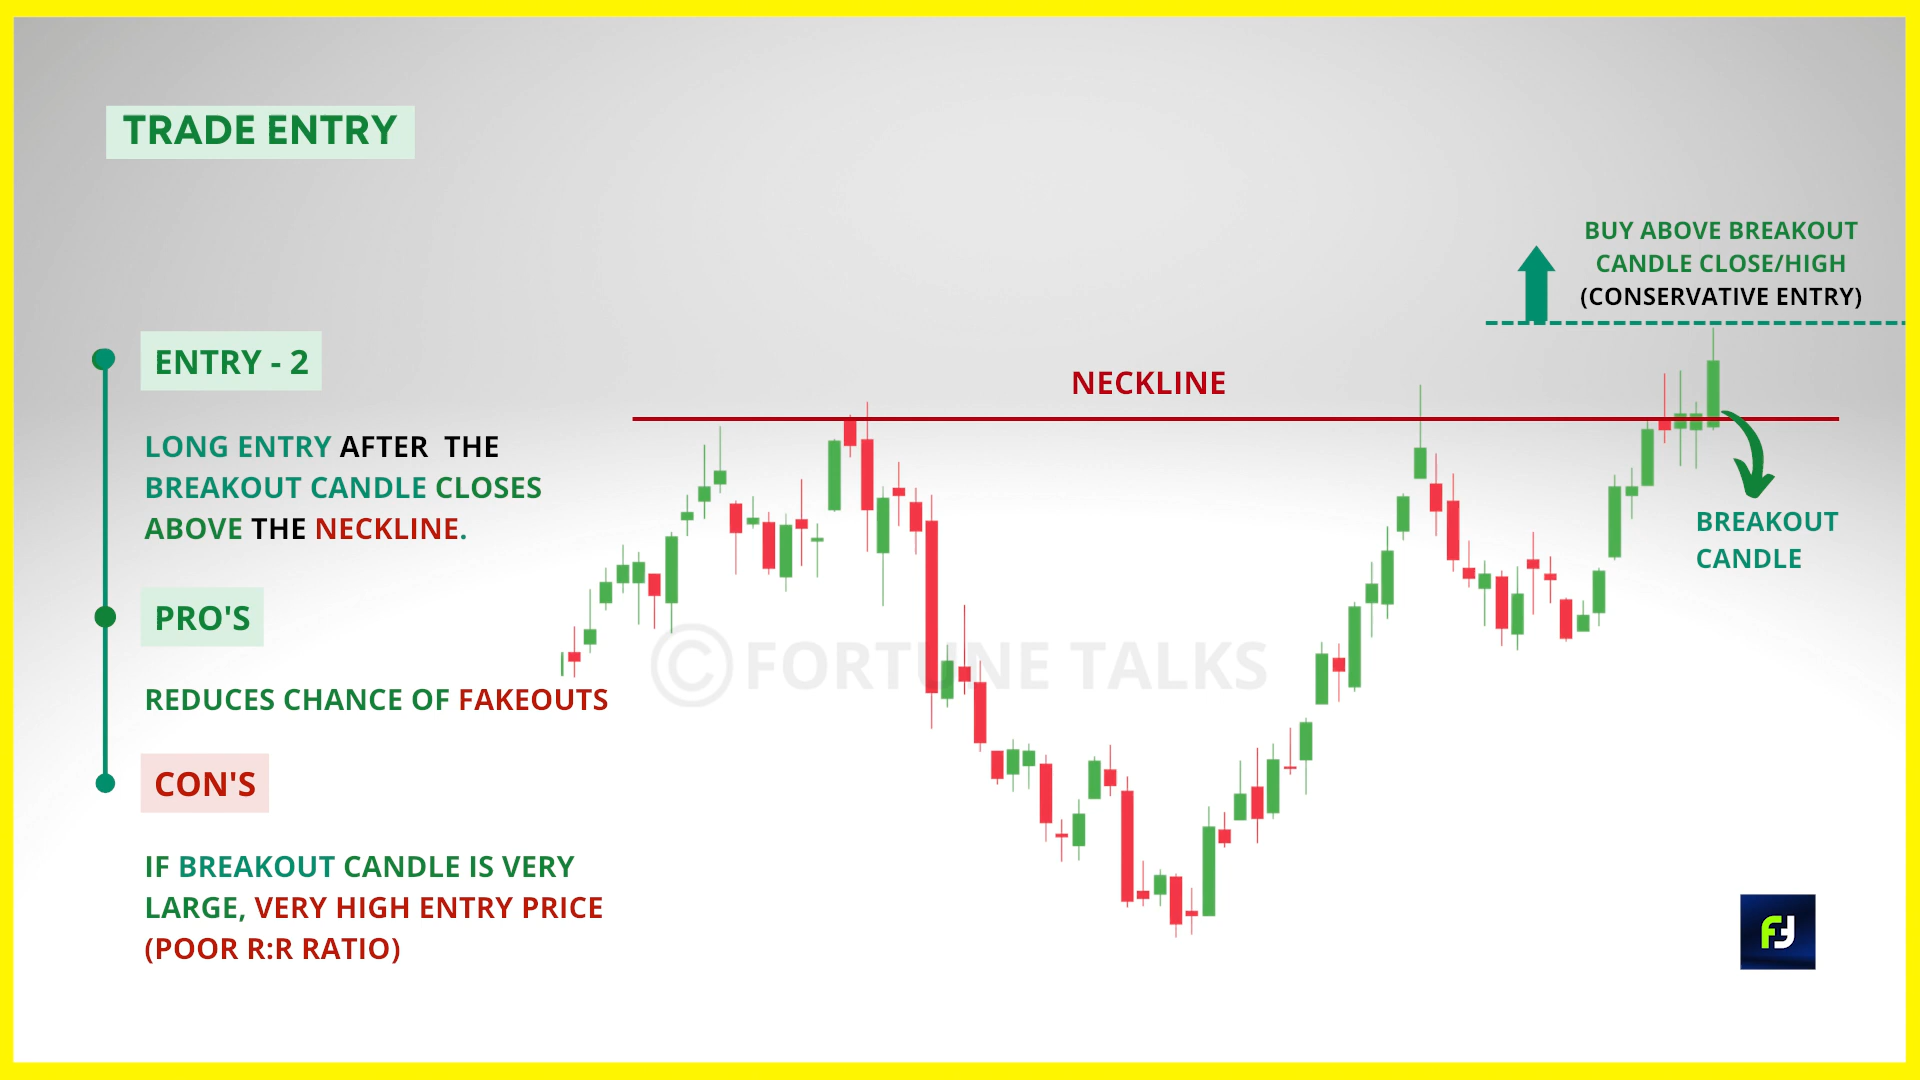 TRADE ENTRY
BUY ABOVE BREAKOUT
CANDLE CLOSE/HIGH
(CONSERVATIVE ENTRY)
ENTRY - 2
NECKLINE
LONG ENTRY AFTER THE
BREAKOUT CANDLE CLOSES
ABOVE THE NECKLINE.
BREAKOUT
CANDLE
PRO'S
© FORTUNE TALKS
REDUCES CHANCE OF FAKEOUTS
CON'S
IF BREAKOUT CANDLE IS VERY
LARGE, VERY HIGH ENTRY PRICE
(POOR R:R RATIO)